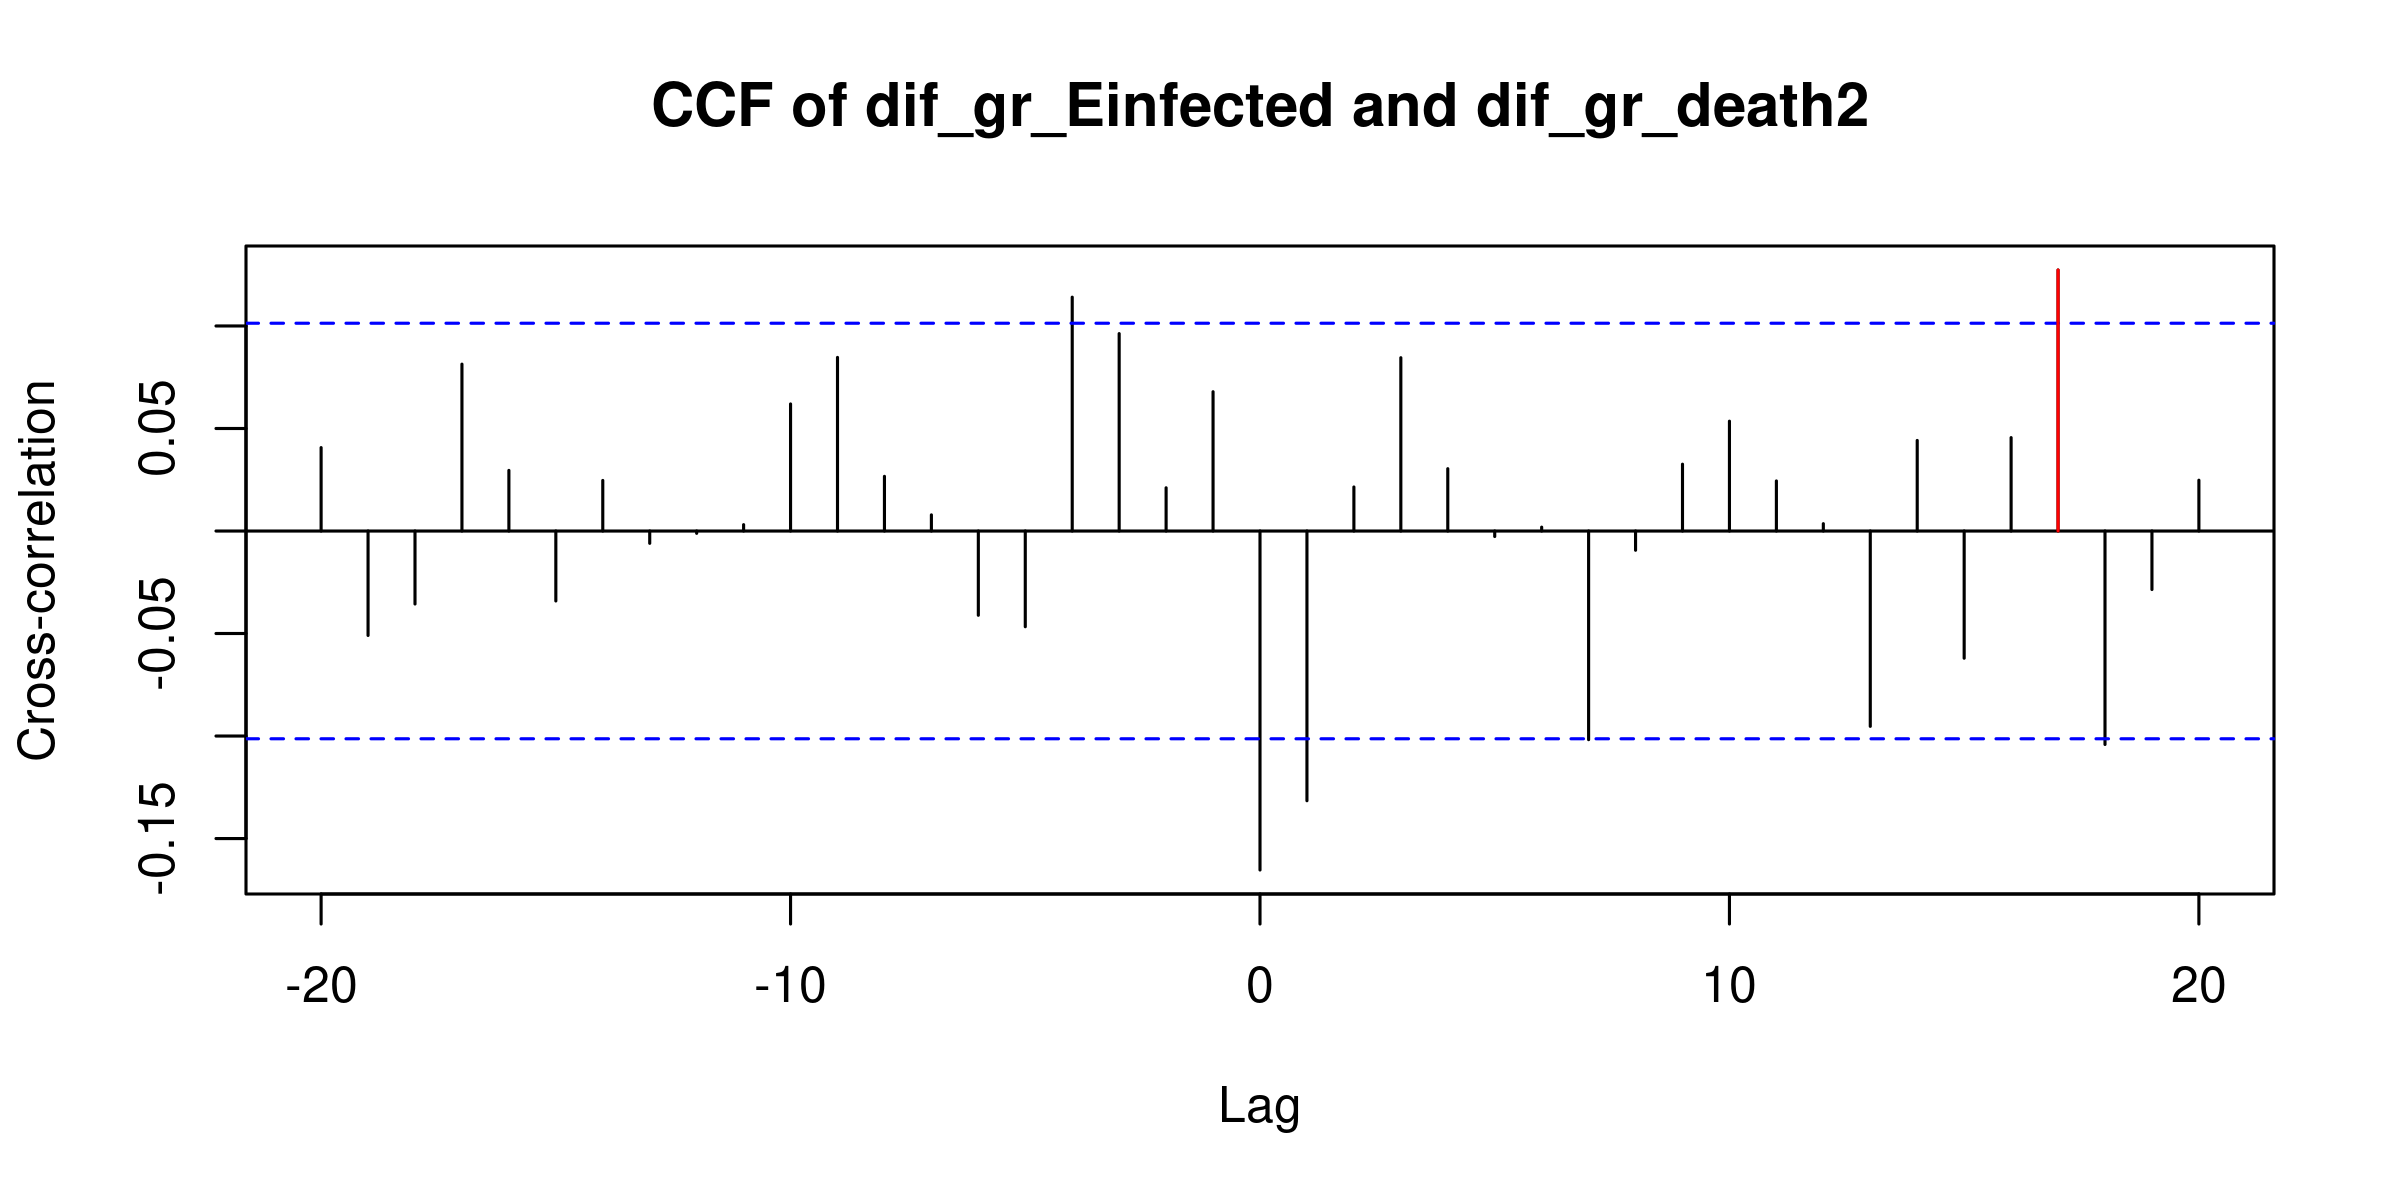 CCF of dif_gr_Einfected and dif_gr_death2
Cross-correlation
0.05
-0.05
-0.15
-20 -10 0 10 20
Lag